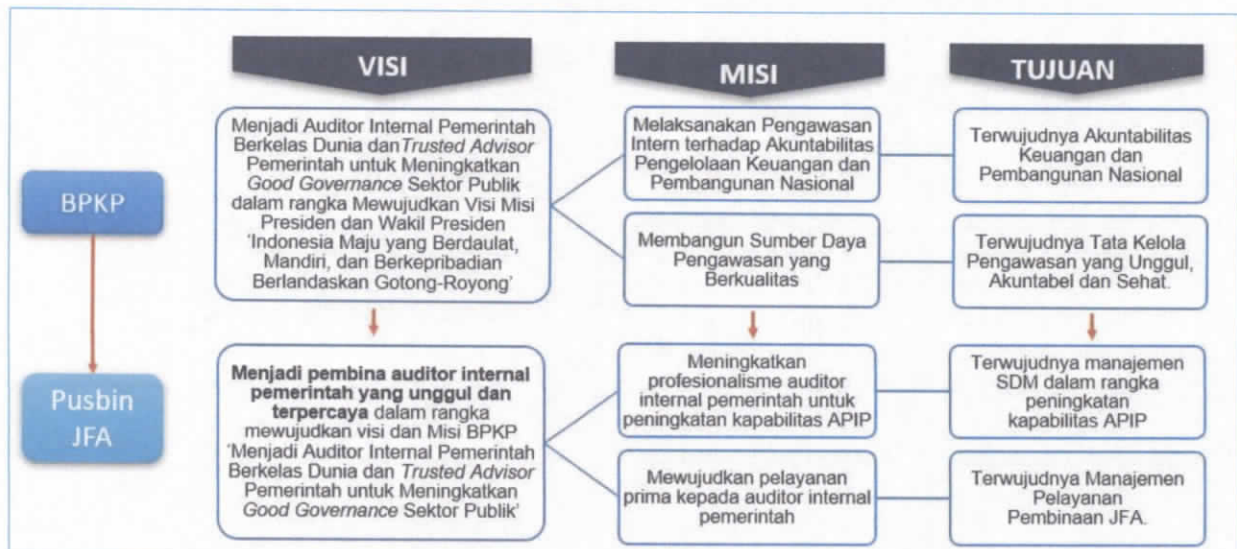 VISI
MISI
TUJUAN
BPKP
Menjadi Auditor Internal Pemerintah
Berkelas Dunia dan Trusted Advisor
Pemerintah untuk Meningkatkan
Good Governance Sektor Publik
dalam rangka Mewujudkan Visi Misi
Presiden dan Wakil Presiden
'Indonesia Maju yang Berdaulat,
Mandiri, dan Berkepribadian
Berlandaskan Gotong-Royong'
Melaksanakan Pengawasan
Intern terhadap Akuntabilitas
Pengelolaan Keuangan dan
Pembangunan Nasional
Terwujudnya Akuntabilitas
Keuangan dan
Pembangunan Nasional
Membangun Sumber Daya
Pengawasan yang
Berkualitas
Terwujudnya Tata Kelola
Pengawasan yang Unggul,
Akuntabel dan Sehat.
Pusbin
JFA
Menjadi pembina auditor internal
pemerintah yang unggul dan
terpercaya dalam rangka
mewujudkan visi dan Misi BPKP
'Menjadi Auditor Internal Pemerintah
Berkelas Dunia dan Trusted Advisor
Pemerintah untuk Meningkatkan
Good Governance Sektor Publik'
Meningkatkan
profesionalisme auditor
internal pemerintah untuk
peningkatan kapabilitas APIP
Terwujudnya manajemen
SDM dalam rangka
peningkatan
kapabilitas APIP
Mewujudkan pelayanan
prima kepada auditor internal
pemerintah
Terwujudnya Manajemen
Pelayanan
Pembinaan JFA.